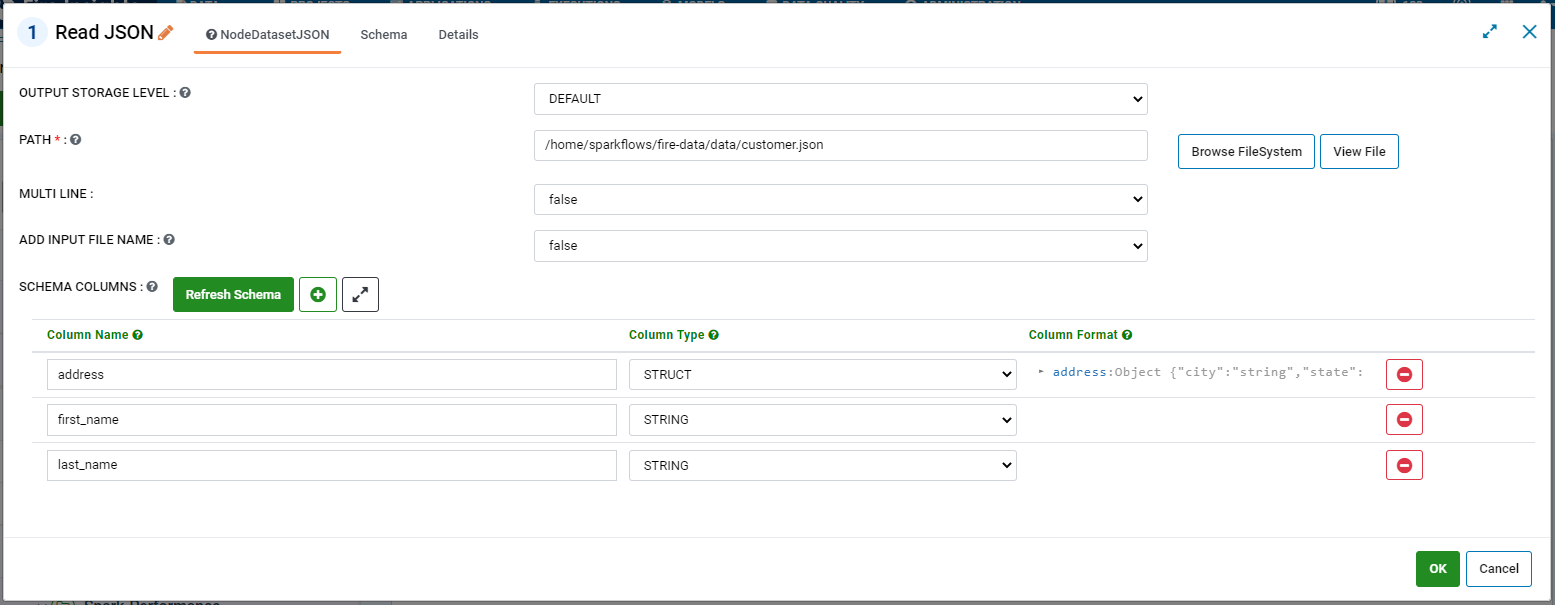 1 Read JSON NodeDatasetJSON Schema Details
OUTPUT STORAGE LEVEL : DEFAULT
PATH * : /home/sparkflows/fire-data/data/customer.json Browse FileSystem View File
MULTI LINE : false
ADD INPUT FILE NAME : false
SCHEMA COLUMNS : Refresh Schema
Column Name Column Type Column Format
address STRUCT address:Object {"city":"string","state":
first_name STRING
last_name STRING
OK Cancel